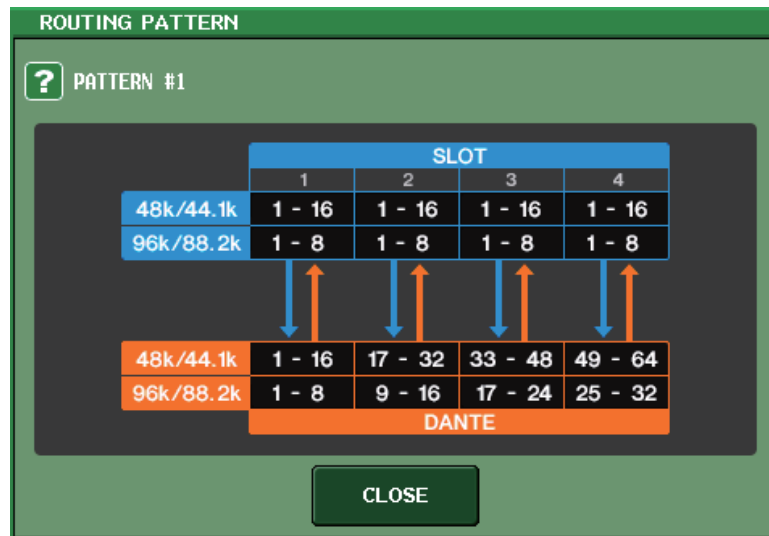 ROUTING PATTERN
? PATTERN #1
SLOT
1 2 3 4
48k/44.1k 1 - 16 1 - 16 1 - 16 1 - 16
96k/88.2k 1 - 8 1 - 8 1 - 8 1 - 8
48k/44.1k 1 - 16 17 - 32 33 - 48 49 - 64
96k/88.2k 1 - 8 9 - 16 17 - 24 25 - 32
DANTE
CLOSE